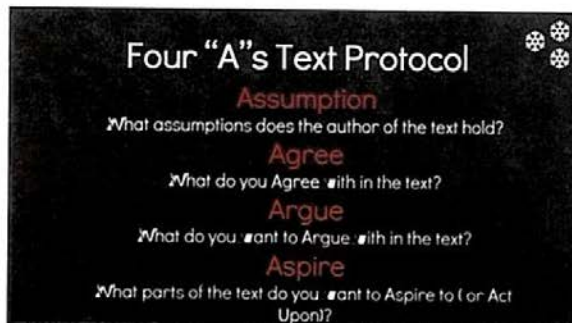 Four “A”s Text Protocol
Assumption
What assumptions does the author of the text hold?
Agree
What do you Agree with in the text?
Argue
What do you want to Argue with in the text?
Aspire
What parts of the text do you want to Aspire to ( or Act
Upon)?